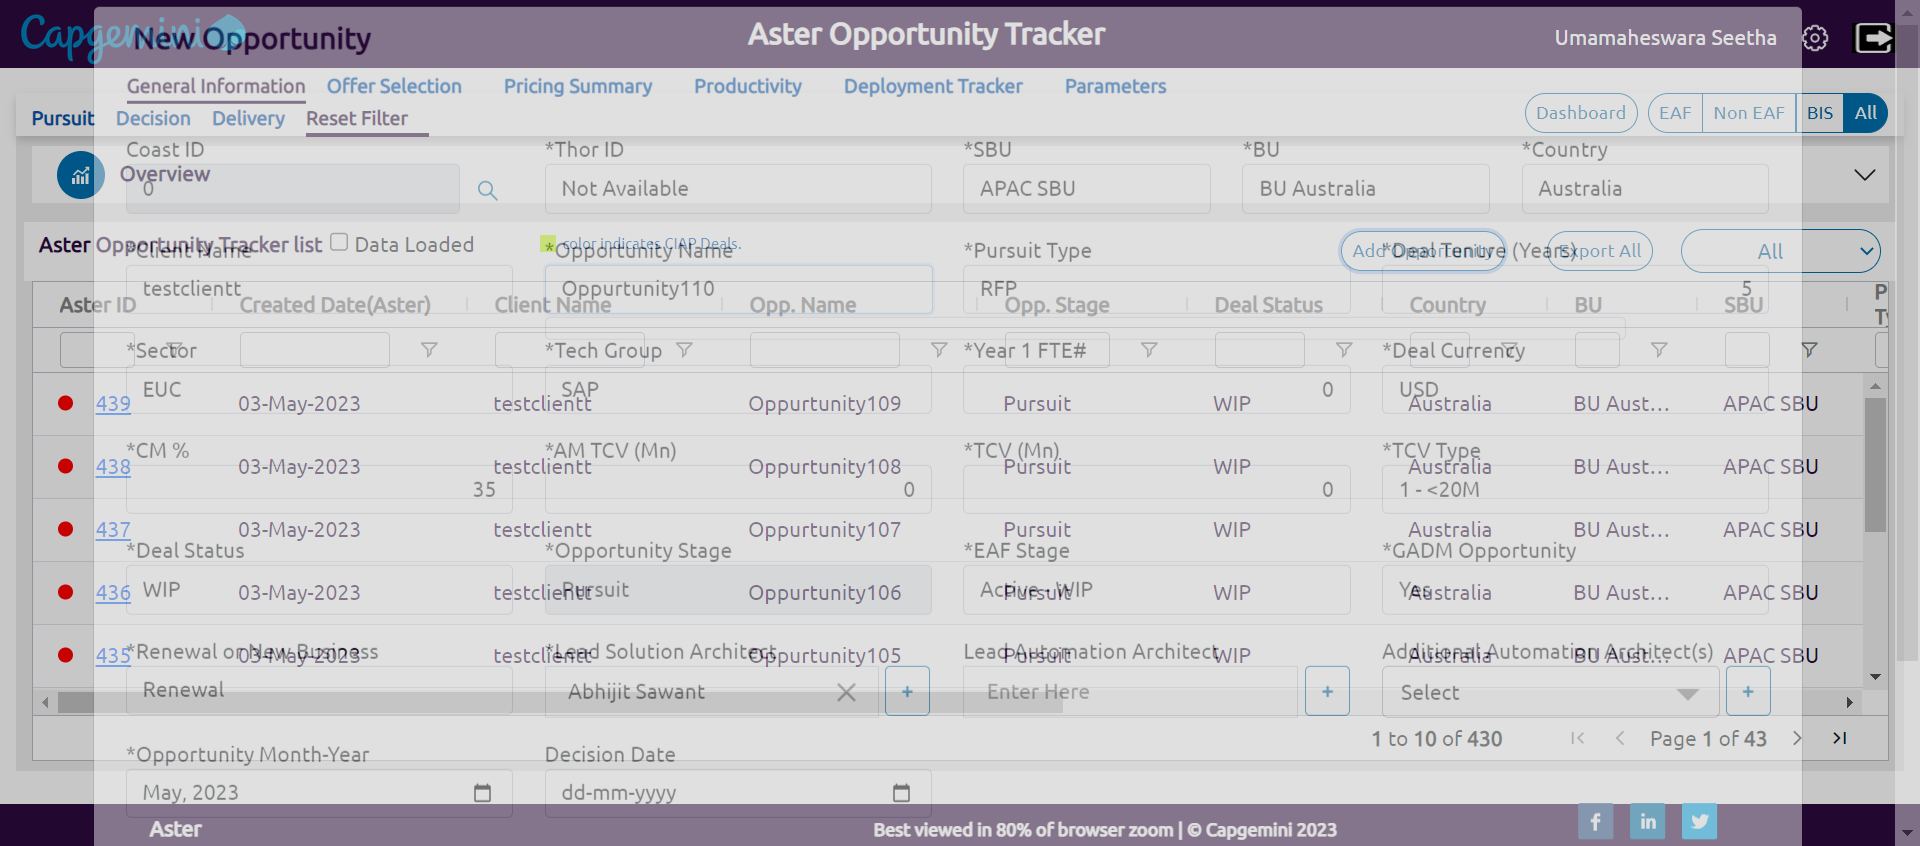 Capgemini
New Opportunity
Aster Opportunity Tracker
Umamaheswara Seetha
General Information Offer Selection Pricing Summary Productivity Deployment Tracker Parameters
Pursuit Decision Delivery Reset Filter
Dashboard EAF Non EAF BIS All
Coast ID *Thor ID *SBU *BU *Country
Overview
0 Not Available APAC SBU BU Australia Australia
Aster Opportunity Tracker list Data Loaded
color indicates CIAP Deals.
Add Opportunity Export All All
*Client Name *Opportunity Name *Pursuit Type *Deal Tenure (Years)
testclientt Oppurtunity110 RFP 5
Aster ID Created Date(Aster) Client Name Opp. Name Opp. Stage Deal Status Country BU SBU P
Ty
*Sector *Tech Group *Year 1 FTE# *Deal Currency
EUC SAP 0 USD
439 03-May-2023 testclientt Oppurtunity109 Pursuit WIP Australia BU Aust... APAC SBU
*CM % *AM TCV (Mn) *TCV (Mn) *TCV Type
438 03-May-2023 testclientt Oppurtunity108 Pursuit WIP Australia BU Aust... APAC SBU
35 0 0 1 - <20M
437 03-May-2023 testclientt Oppurtunity107 Pursuit WIP Australia BU Aust... APAC SBU
*Deal Status *Opportunity Stage *EAF Stage *GADM Opportunity
WIP Pursuit Active - WIP Yes
436 03-May-2023 testclientt Oppurtunity106 Pursuit WIP Australia BU Aust... APAC SBU
*Renewal or New Business *Lead Solution Architect Lead Automation Architect Additional Automation Architect(s)
435 03-May-2023 testclientt Oppurtunity105 Pursuit WIP Australia BU Aust... APAC SBU
Renewal Abhijit Sawant + Enter Here + Select +
1 to 10 of 430 Page 1 of 43
*Opportunity Month-Year Decision Date
May, 2023 dd-mm-yyyy
Aster
Best viewed in 80% of browser zoom | © Capgemini 2023